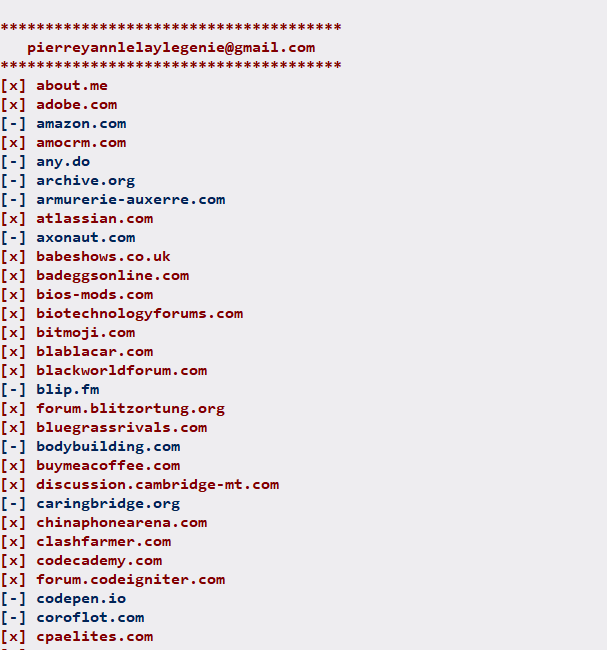 **************************************
pierreyannlelaylegenie@gmail.com
**************************************
[x] about.me
[x] adobe.com
[-] amazon.com
[x] amocrm.com
[-] any.do
[-] archive.org
[-] armurerie-auxerre.com
[x] atlassian.com
[-] axonaut.com
[x] babeshows.co.uk
[x] badeggsonline.com
[x] bios-mods.com
[x] biotechnologyforums.com
[x] bitmoji.com
[x] blablacar.com
[x] blackworldforum.com
[-] blip.fm
[x] forum.blitzortung.org
[x] bluegrassrivals.com
[-] bodybuilding.com
[x] buymeacoffee.com
[x] discussion.cambridge-mt.com
[-] caringbridge.org
[x] chinaphonearena.com
[x] clashfarmer.com
[x] codecademy.com
[x] forum.codeigniter.com
[-] codepen.io
[-] coroflot.com
[x] cpaelites.com